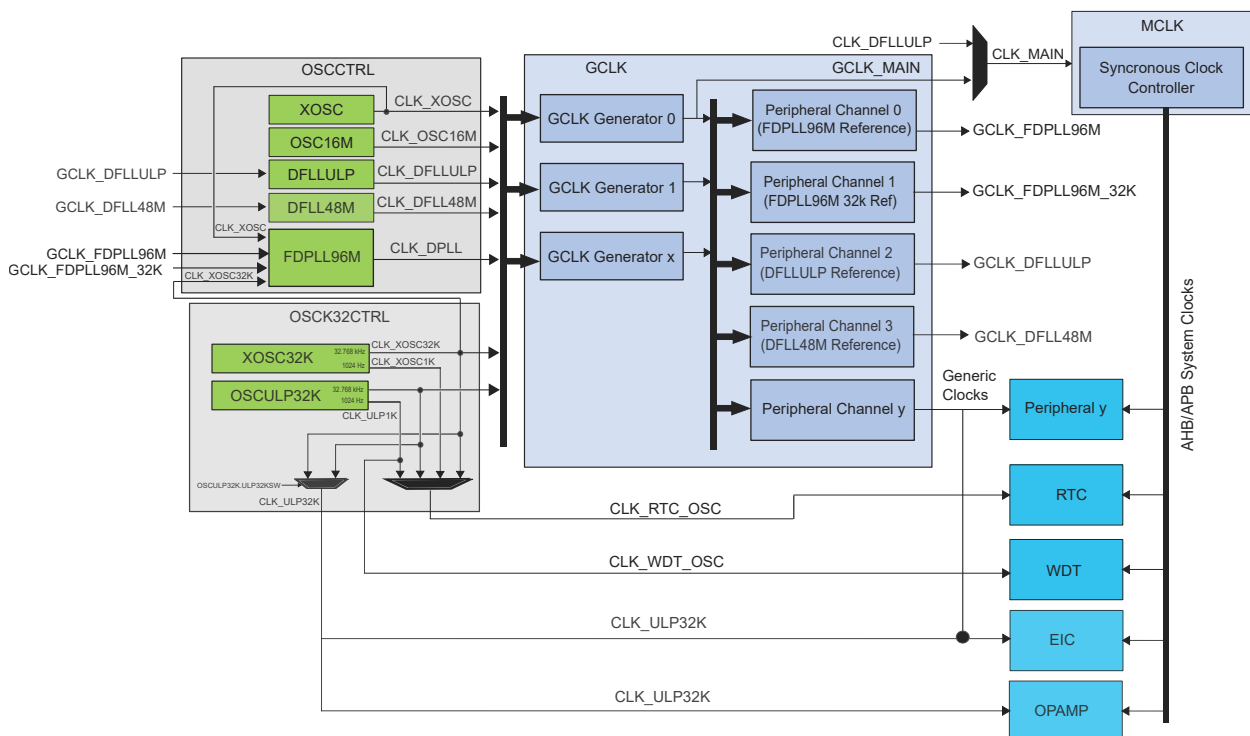 MCLK
CLK_DFLLULP
CLK_MAIN
Syncronous Clock
Controller
OSCCTRL
GCLK
GCLK_MAIN
XOSC
CLK_XOSC
GCLK Generator 0
Peripheral Channel 0
(FDPLL96M Reference)
GCLK_FDPLL96M
OSC16M
CLK_OSC16M
GCLK_DFLLULP
DFLLULP
CLK_DFLLULP
GCLK Generator 1
Peripheral Channel 1
(FDPLL96M 32k Ref)
GCLK_FDPLL96M_32K
GCLK_DFLL48M
DFLL48M
CLK_DFLL48M
CLK_XOSC
GCLK_FDPLL96M
GCLK_FDPLL96M_32K
CLK_XOSC32K
FDPLL96M
CLK_DPLL
GCLK Generator x
Peripheral Channel 2
(DFLLULP Reference)
GCLK_DFLLULP
OSCK32CTRL
Peripheral Channel 3
(DFLL48M Reference)
GCLK_DFLL48M
XOSC32K
32.768 kHz
1024 Hz
CLK_XOSC32K
CLK_XOSC1K
OSCULP32K
32.768 kHz
1024 Hz
CLK_ULP1K
Peripheral Channel y
Generic
Clocks
Peripheral y
AHB/APB System Clocks
OSCULP32K.ULP32KSW
CLK_ULP32K
CLK_RTC_OSC
RTC
CLK_WDT_OSC
WDT
CLK_ULP32K
EIC
CLK_ULP32K
OPAMP